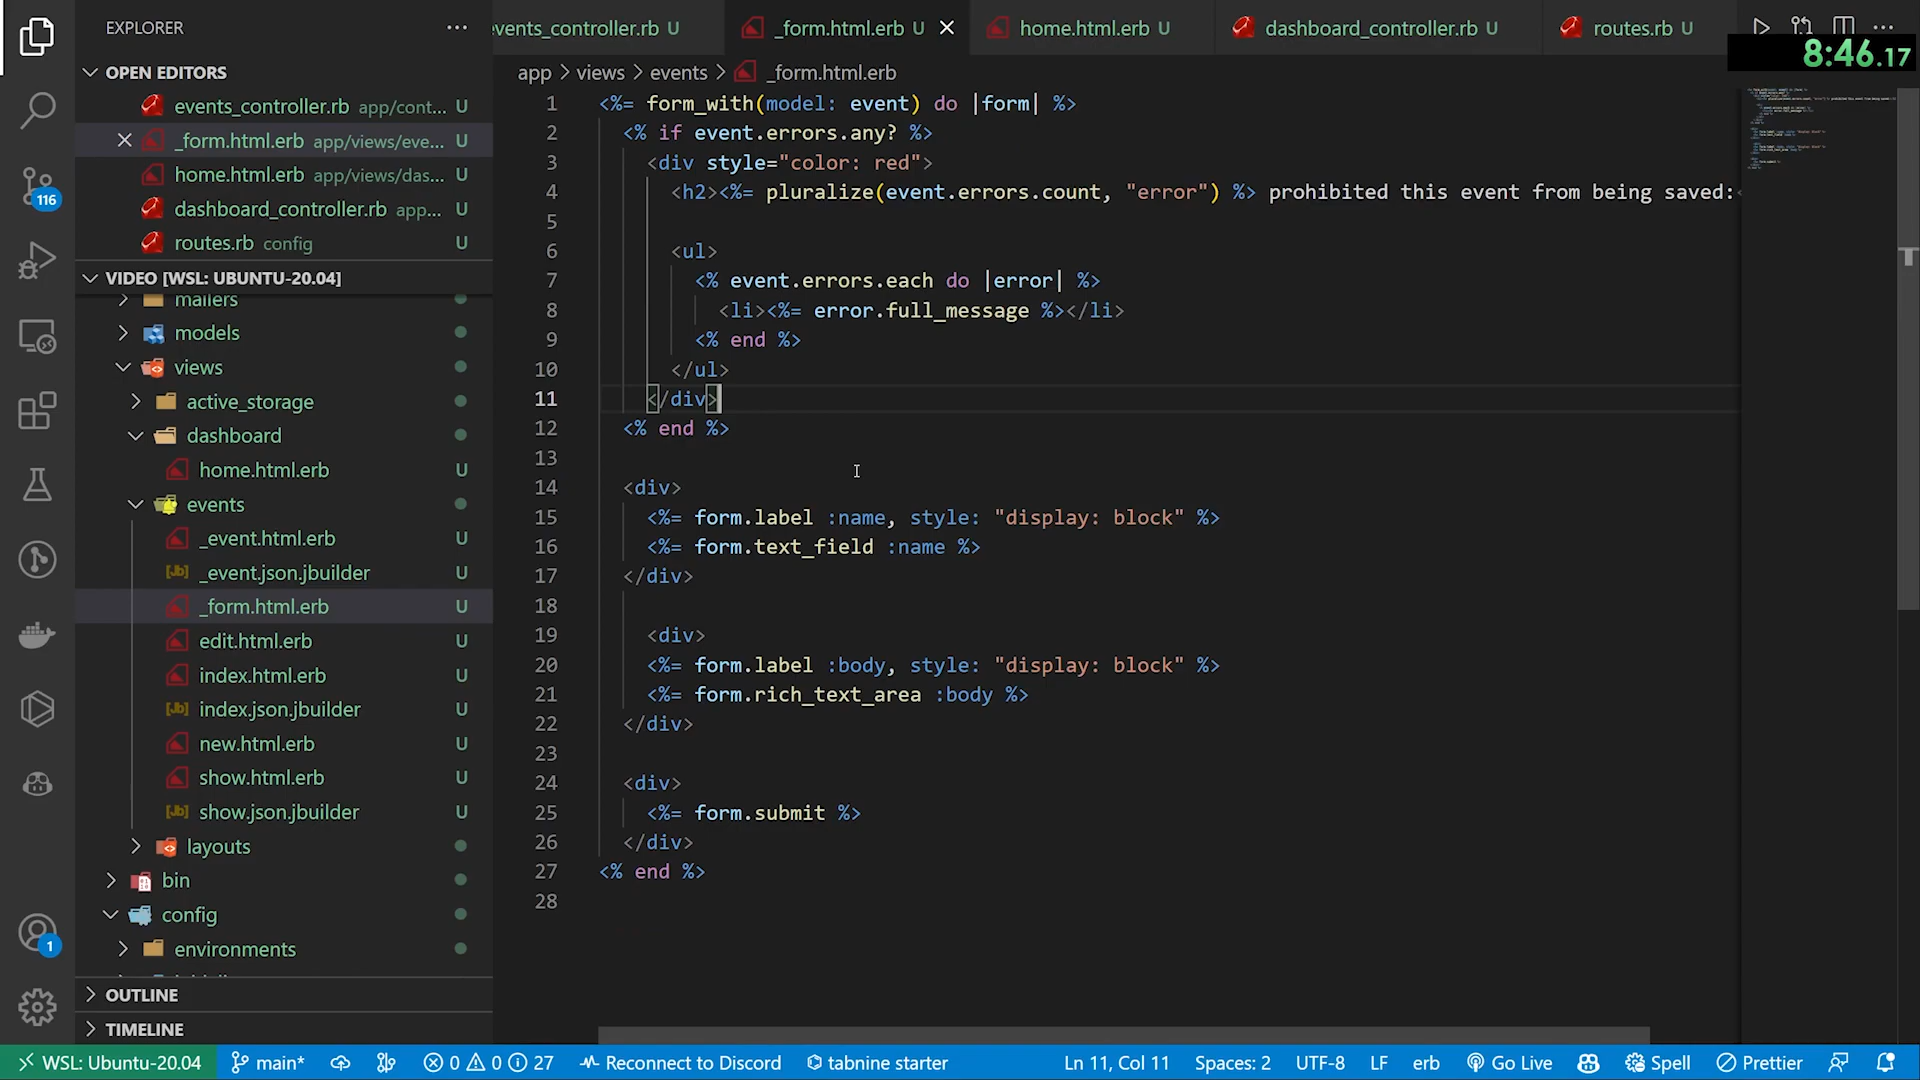 EXPLORER
events_controller.rb U
_form.html.erb U
home.html.erb U
dashboard_controller.rb U
routes.rb U
8:46.17
OPEN EDITORS
events_controller.rb app/cont... U
_form.html.erb app/views/eve... U
home.html.erb app/views/das... U
dashboard_controller.rb app... U
routes.rb config U
VIDEO [WSL: UBUNTU-20.04]
mailers
models
views
active_storage
dashboard
home.html.erb U
events
_event.html.erb U
_event.json.jbuilder U
_form.html.erb U
edit.html.erb U
index.html.erb U
index.json.jbuilder U
new.html.erb U
show.html.erb U
show.json.jbuilder U
layouts
bin
config
environments
OUTLINE
TIMELINE
116
1
app > views > events > _form.html.erb
1 <%= form_with(model: event) do |form| %>
2 <% if event.errors.any? %>
3 <div style="color: red">
4 <h2><%= pluralize(event.errors.count, "error") %> prohibited this event from being saved:<
5
6 <ul>
7 <% event.errors.each do |error| %>
8 <li><%= error.full_message %></li>
9 <% end %>
10 </ul>
11 </div>
12 <% end %>
13
14 <div>
15 <%= form.label :name, style: "display: block" %>
16 <%= form.text_field :name %>
17 </div>
18
19 <div>
20 <%= form.label :body, style: "display: block" %>
21 <%= form.rich_text_area :body %>
22 </div>
23
24 <div>
25 <%= form.submit %>
26 </div>
27 <% end %>
28
WSL: Ubuntu-20.04 main* 0 0 27 Reconnect to Discord tabnine starter Ln 11, Col 11 Spaces: 2 UTF-8 LF erb Go Live Spell Prettier